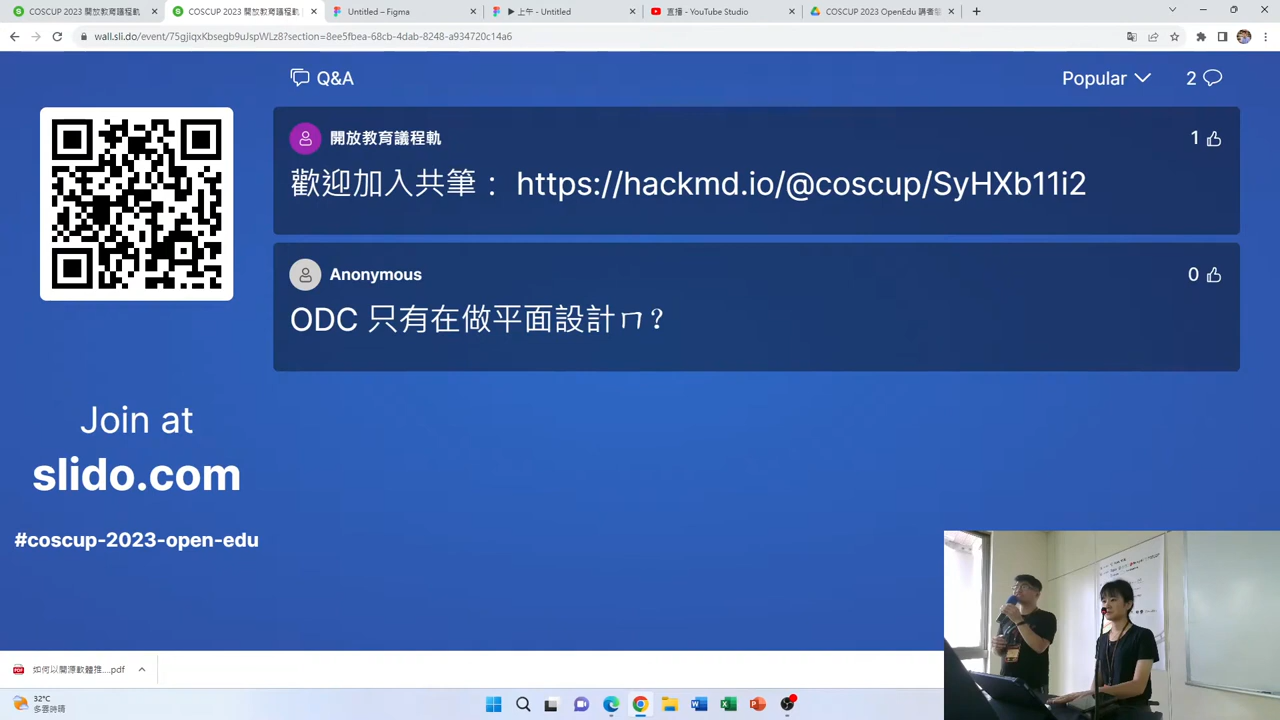 COSCUP 2023 開放教育議程軌
COSCUP 2023 開放教育議程軌
Untitled – Figma
▶ 上午 - Untitled
直播 - YouTube Studio
COSCUP 2023 OpenEdu 講者
wall.sli.do/event/75gjiqxKbsegb9uJspWLz8?section=8ee5fbea-68cb-4dab-8248-a934720c14a6
Q&A
Popular
2
開放教育議程軌
1
歡迎加入共筆： https://hackmd.io/@coscup/SyHXb11i2
Anonymous
0
ODC 只有在做平面設計ㄇ？
Join at
slido.com
#coscup-2023-open-edu
如何以開源軟體推....pdf
32°C
多雲時晴